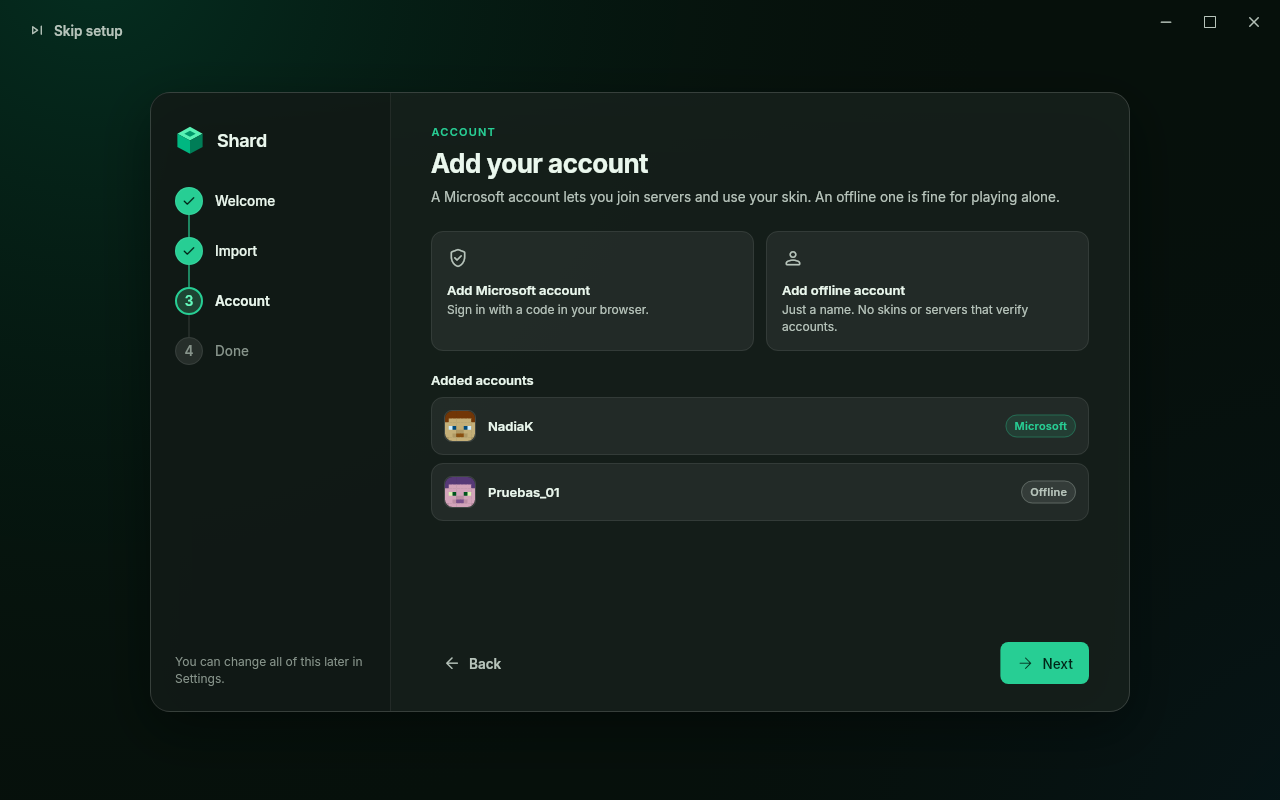 Skip setup
Shard
Welcome
Import
3 Account
4 Done
You can change all of this later in
Settings.
ACCOUNT
Add your account
A Microsoft account lets you join servers and use your skin. An offline one is fine for playing alone.
Add Microsoft account
Sign in with a code in your browser.
Add offline account
Just a name. No skins or servers that verify
accounts.
Added accounts
NadiaK
Microsoft
Pruebas_01
Offline
Back
Next